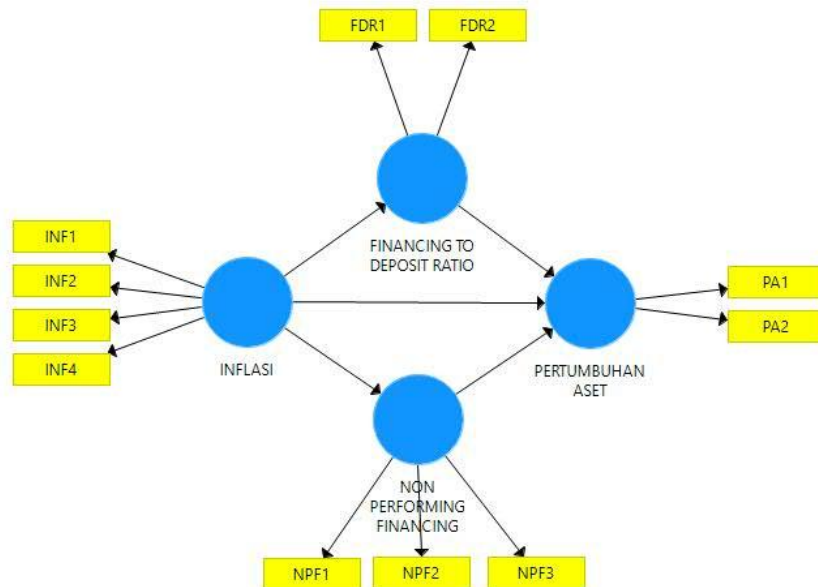 FDR1
FDR2
FINANCING TO
DEPOSIT RATIO
INF1
INF2
INF3
INF4
INFLASI
PA1
PA2
PERTUMBUHAN
ASET
NON
PERFORMING
FINANCING
NPF1
NPF2
NPF3